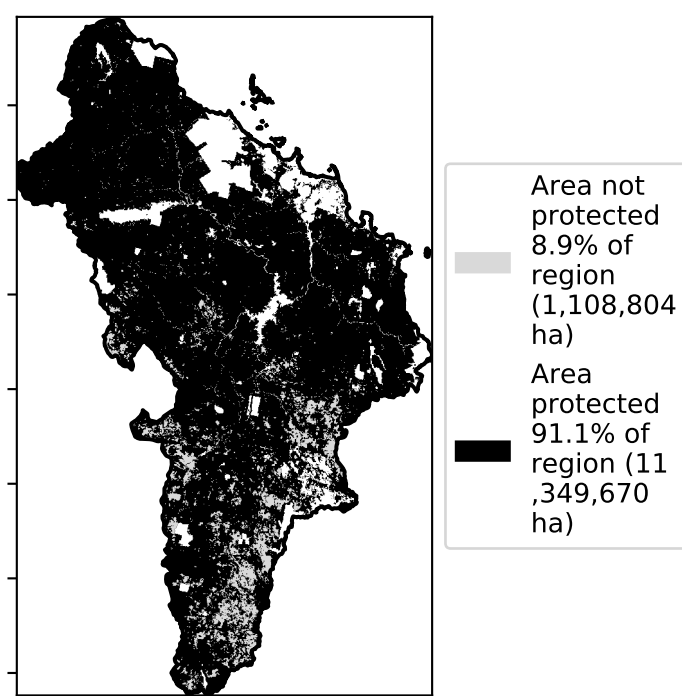 Area not
protected
8.9% of
region
(1,108,804
ha)
Area
protected
91.1% of
region (11
,349,670
ha)